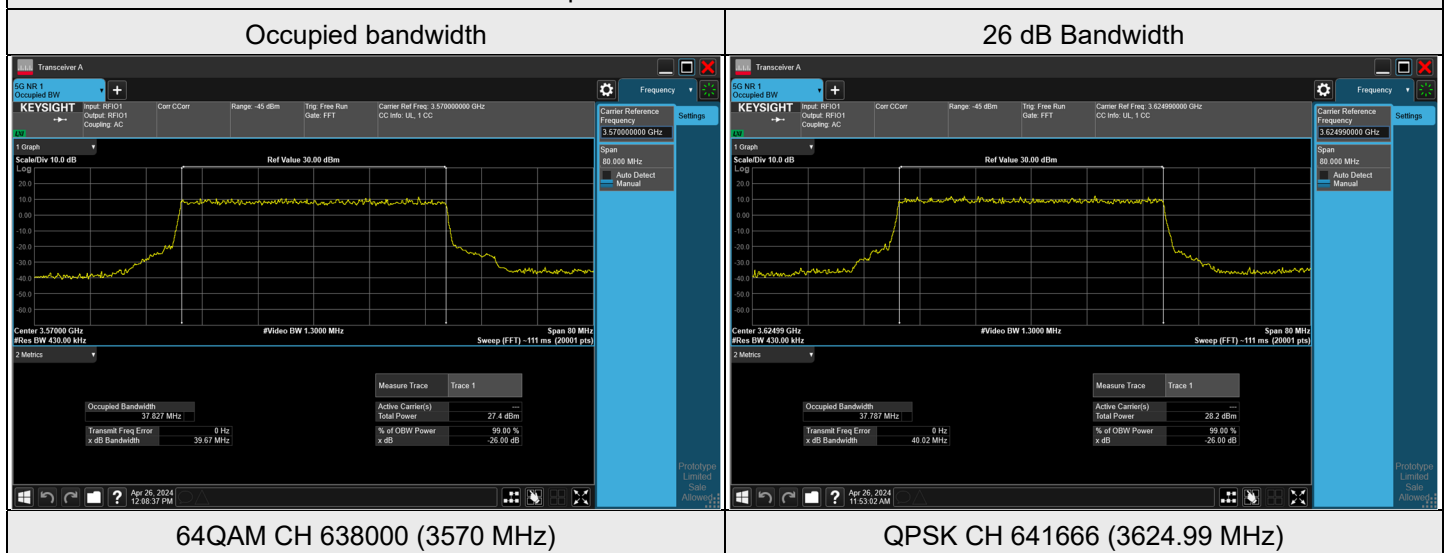 Occupied bandwidth
26 dB Bandwidth
Transceiver A
5G NR 1
Occupied BW
Frequency
KEYSIGHT
LXI
Input: RFIO1
Output: RFIO1
Coupling: AC
Corr CCorr
Range: -45 dBm
Trig: Free Run
Gate: FFT
Carrier Ref Freq: 3.570000000 GHz
CC Info: UL, 1 CC
Carrier Reference
Frequency
3.570000000 GHz
Settings
Span
80.000 MHz
Auto Detect
Manual
1 Graph
Scale/Div 10.0 dB
Ref Value 30.00 dBm
Log
20.0
10.0
0.00
-10.0
-20.0
-30.0
-40.0
-50.0
-60.0
Center 3.57000 GHz
#Video BW 1.3000 MHz
Span 80 MHz
#Res BW 430.00 kHz
Sweep (FFT) ~111 ms (20001 pts)
2 Metrics
Measure Trace Trace 1
Occupied Bandwidth
37.827 MHz
Active Carrier(s) ---
Total Power 27.4 dBm
Transmit Freq Error 0 Hz
x dB Bandwidth 39.67 MHz
% of OBW Power 99.00 %
x dB -26.00 dB
Apr 26, 2024
12:08:37 PM
Prototype
Limited
Sale
Allowed
64QAM CH 638000 (3570 MHz)
Transceiver A
5G NR 1
Occupied BW
Frequency
KEYSIGHT
LXI
Input: RFIO1
Output: RFIO1
Coupling: AC
Corr CCorr
Range: -45 dBm
Trig: Free Run
Gate: FFT
Carrier Ref Freq: 3.624990000 GHz
CC Info: UL, 1 CC
Carrier Reference
Frequency
3.624990000 GHz
Settings
Span
80.000 MHz
Auto Detect
Manual
1 Graph
Scale/Div 10.0 dB
Ref Value 30.00 dBm
Log
20.0
10.0
0.00
-10.0
-20.0
-30.0
-40.0
-50.0
-60.0
Center 3.62499 GHz
#Video BW 1.3000 MHz
Span 80 MHz
#Res BW 430.00 kHz
Sweep (FFT) ~111 ms (20001 pts)
2 Metrics
Measure Trace Trace 1
Occupied Bandwidth
37.787 MHz
Active Carrier(s) ---
Total Power 28.2 dBm
Transmit Freq Error 0 Hz
x dB Bandwidth 40.02 MHz
% of OBW Power 99.00 %
x dB -26.00 dB
Apr 26, 2024
11:53:02 AM
Prototype
Limited
Sale
Allowed
QPSK CH 641666 (3624.99 MHz)